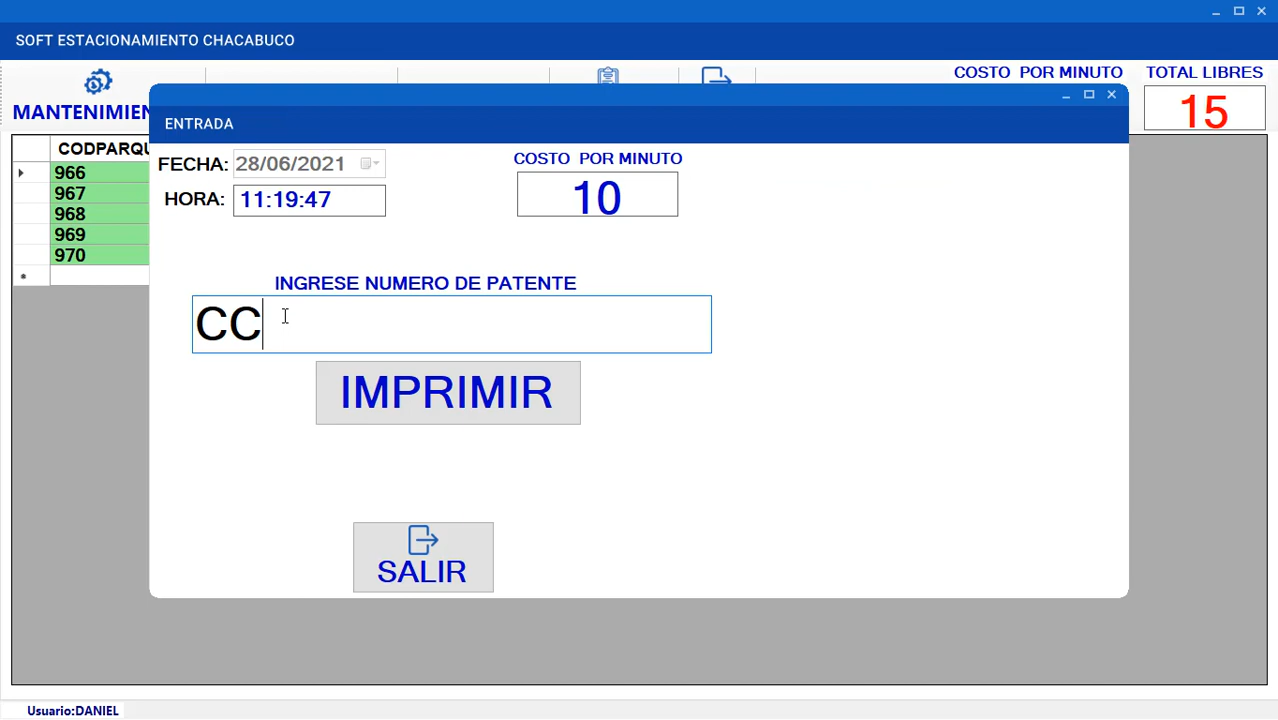 SOFT ESTACIONAMIENTO CHACABUCO
COSTO POR MINUTO
TOTAL LIBRES
15
CODPARQU
966
967
968
969
970
*
ENTRADA
FECHA: 28/06/2021
HORA: 11:19:47
COSTO POR MINUTO
10
INGRESE NUMERO DE PATENTE
CC
IMPRIMIR
SALIR
Usuario:DANIEL